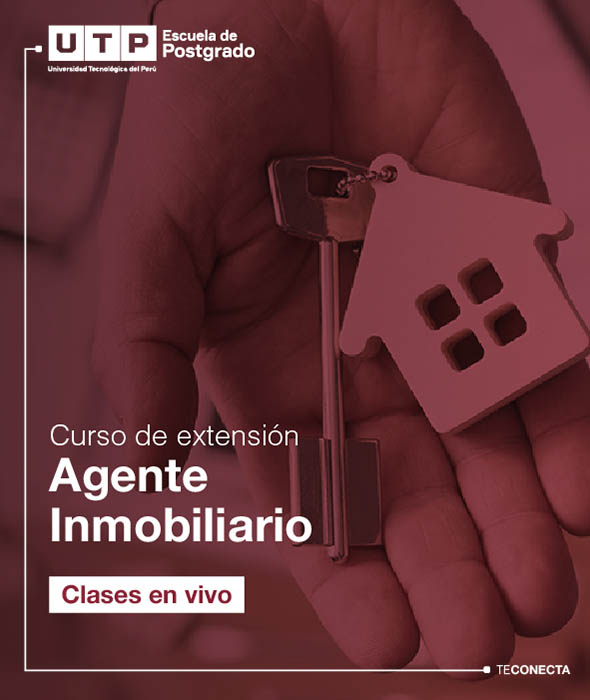 UTP
Universidad Tecnológica del Perú
Escuela de
Postgrado
Curso de extensión
Agente
Inmobiliario
Clases en vivo
TECONECTA